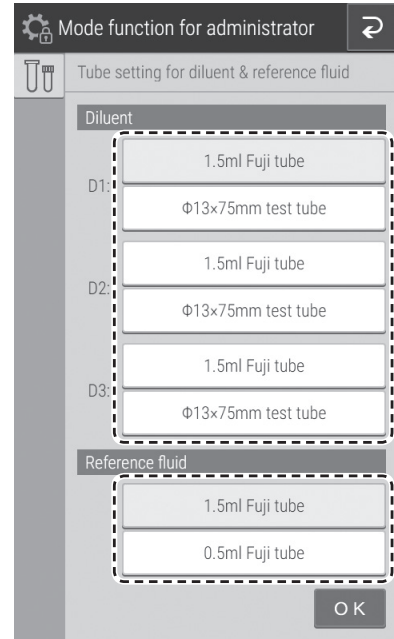 Mode function for administrator
Tube setting for diluent & reference fluid
Diluent
D1:
1.5ml Fuji tube
Φ13×75mm test tube
D2:
1.5ml Fuji tube
Φ13×75mm test tube
D3:
1.5ml Fuji tube
Φ13×75mm test tube
Reference fluid
1.5ml Fuji tube
0.5ml Fuji tube
OK